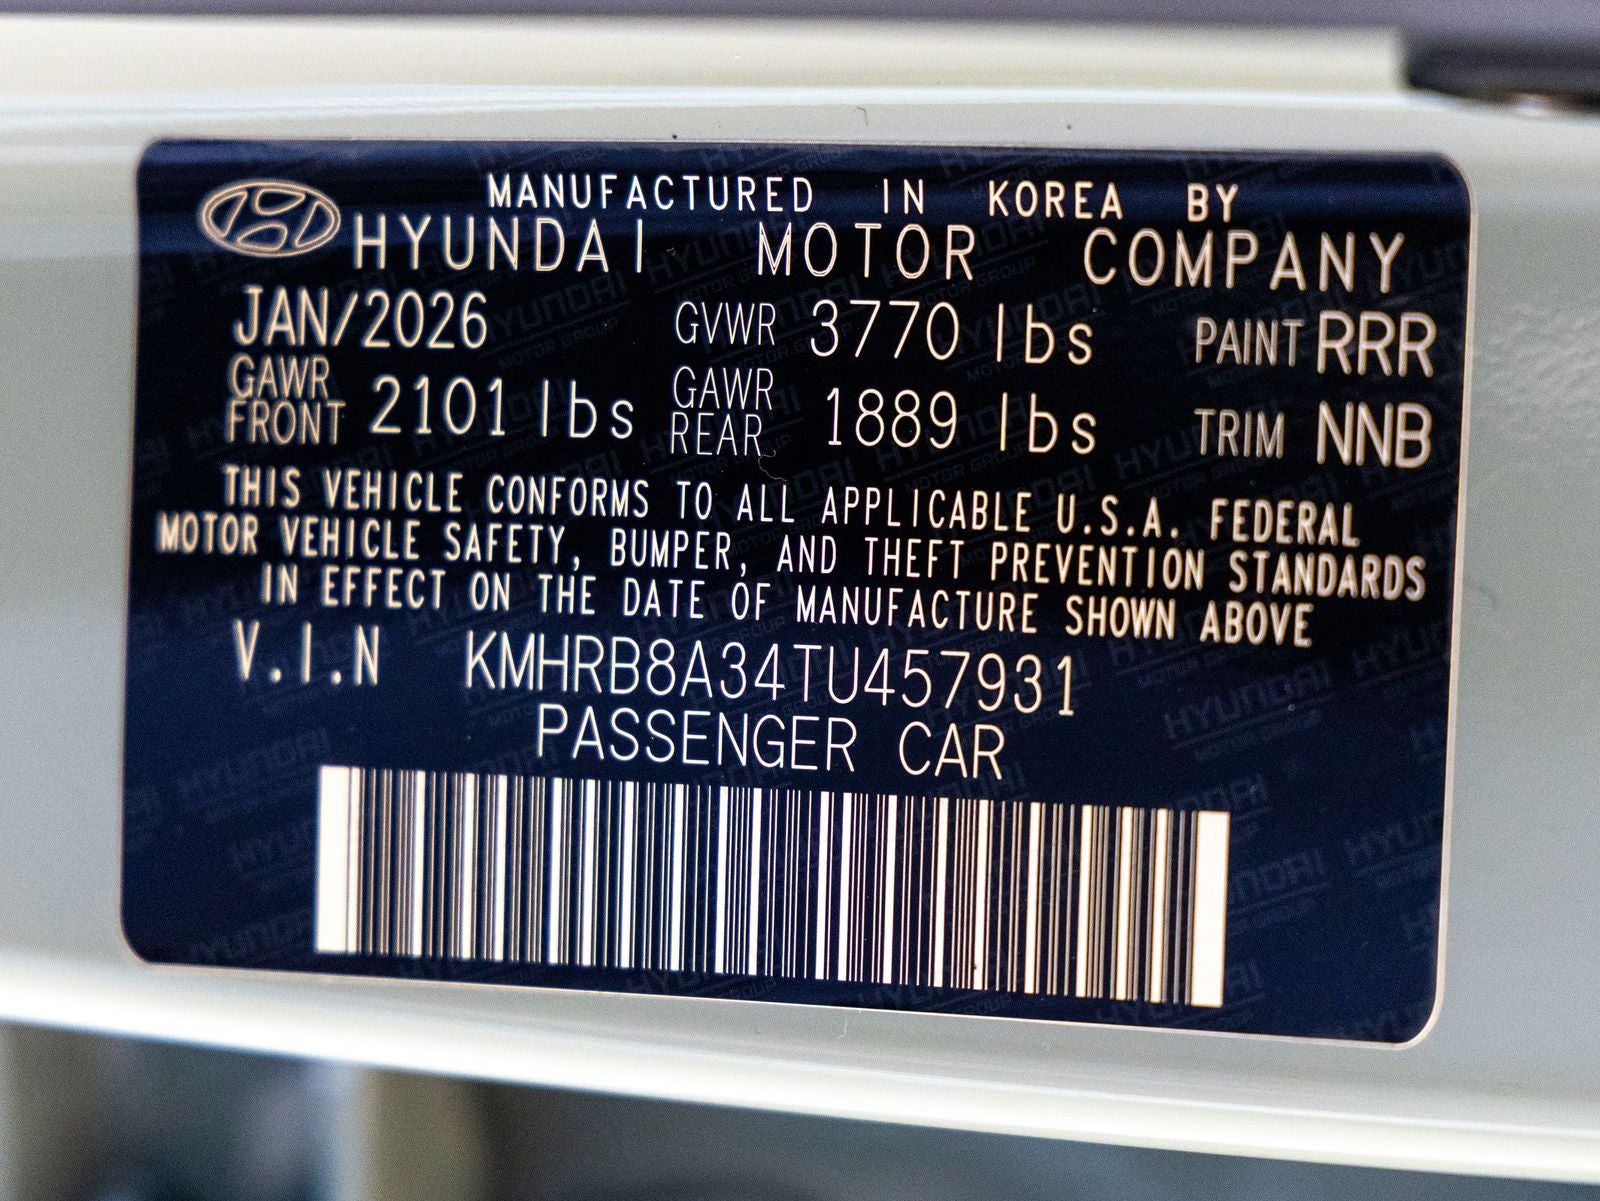 MANUFACTURED IN KOREA BY
HYUNDAI MOTOR COMPANY
JAN/2026 GVWR 3770 lbs PAINT RRR
GAWR FRONT 2101 lbs GAWR REAR 1889 lbs TRIM NNB
THIS VEHICLE CONFORMS TO ALL APPLICABLE U.S.A. FEDERAL
MOTOR VEHICLE SAFETY, BUMPER, AND THEFT PREVENTION STANDARDS
IN EFFECT ON THE DATE OF MANUFACTURE SHOWN ABOVE
V.I.N KMHRB8A34TU457931
PASSENGER CAR